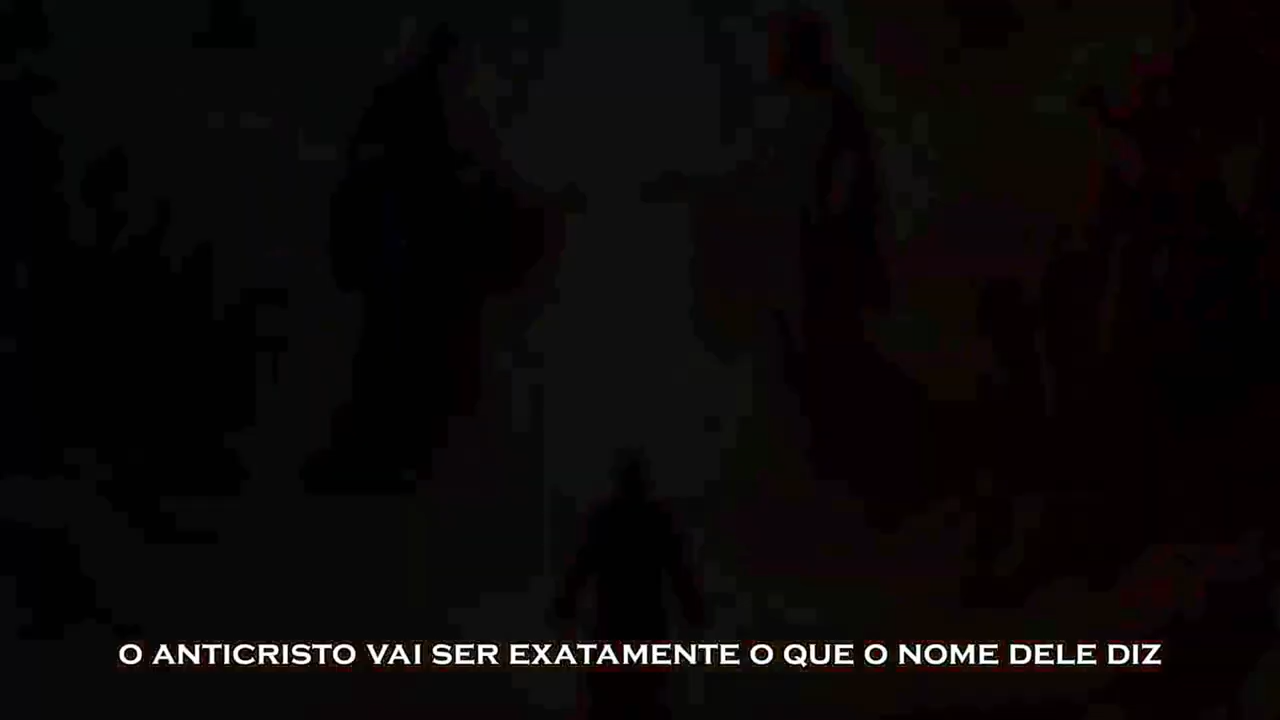 O ANTICRISTO VAI SER EXATAMENTE O QUE O NOME DELE DIZ